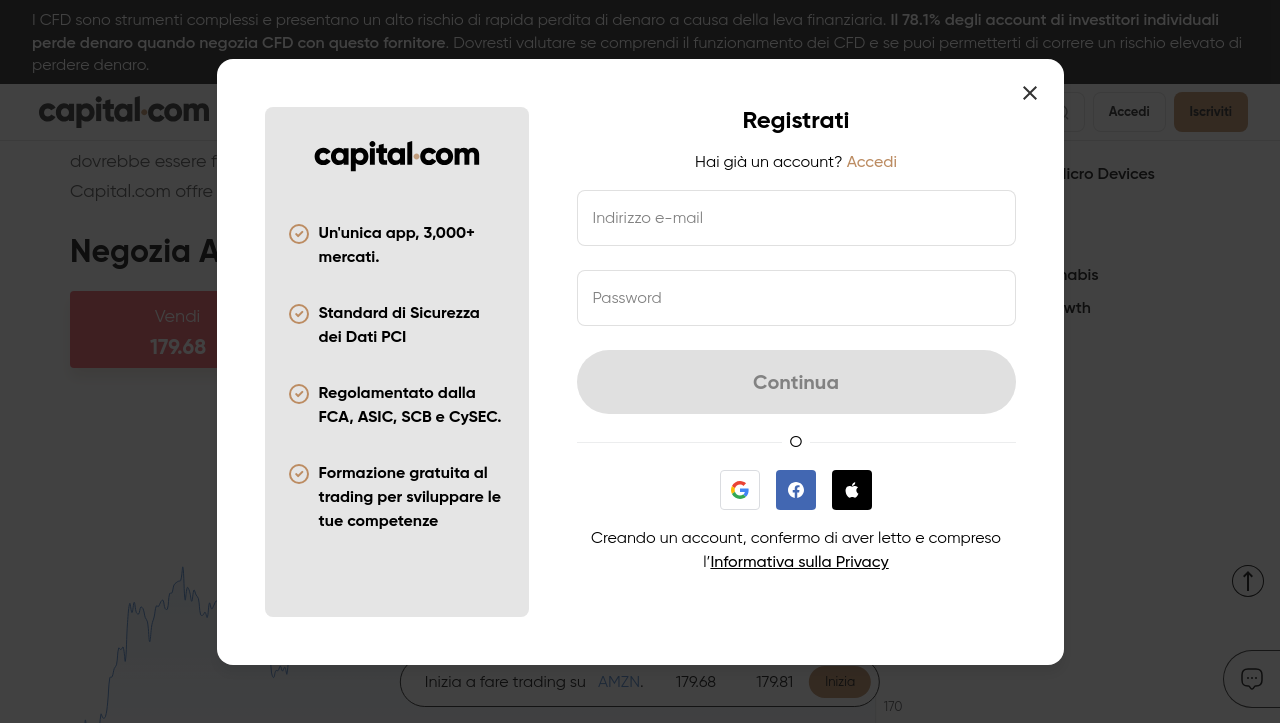 I CFD sono strumenti complessi e presentano un alto rischio di rapida perdita di denaro a causa della leva finanziaria. Il 78.1% degli account di investitori individuali
perde denaro quando negozia CFD con questo fornitore. Dovresti valutare se comprendi il funzionamento dei CFD e se puoi permetterti di correre un rischio elevato di
perdere denaro.
capital.com
Accedi
Iscriviti
dovrebbe essere
Capital.com offre
Negozia
Vendi
179.68
Micro Devices
capital.com
Un'unica app, 3,000+
mercati.
Standard di Sicurezza
dei Dati PCI
Regolamentato dalla
FCA, ASIC, SCB e CySEC.
Formazione gratuita al
trading per sviluppare le
tue competenze
Registrati
Hai già un account? Accedi
Indirizzo e-mail
Password
Continua
O
Creando un account, confermo di aver letto e compreso
l’Informativa sulla Privacy
Inizia a fare trading su AMZN. 179.68 179.81 Inizia
170